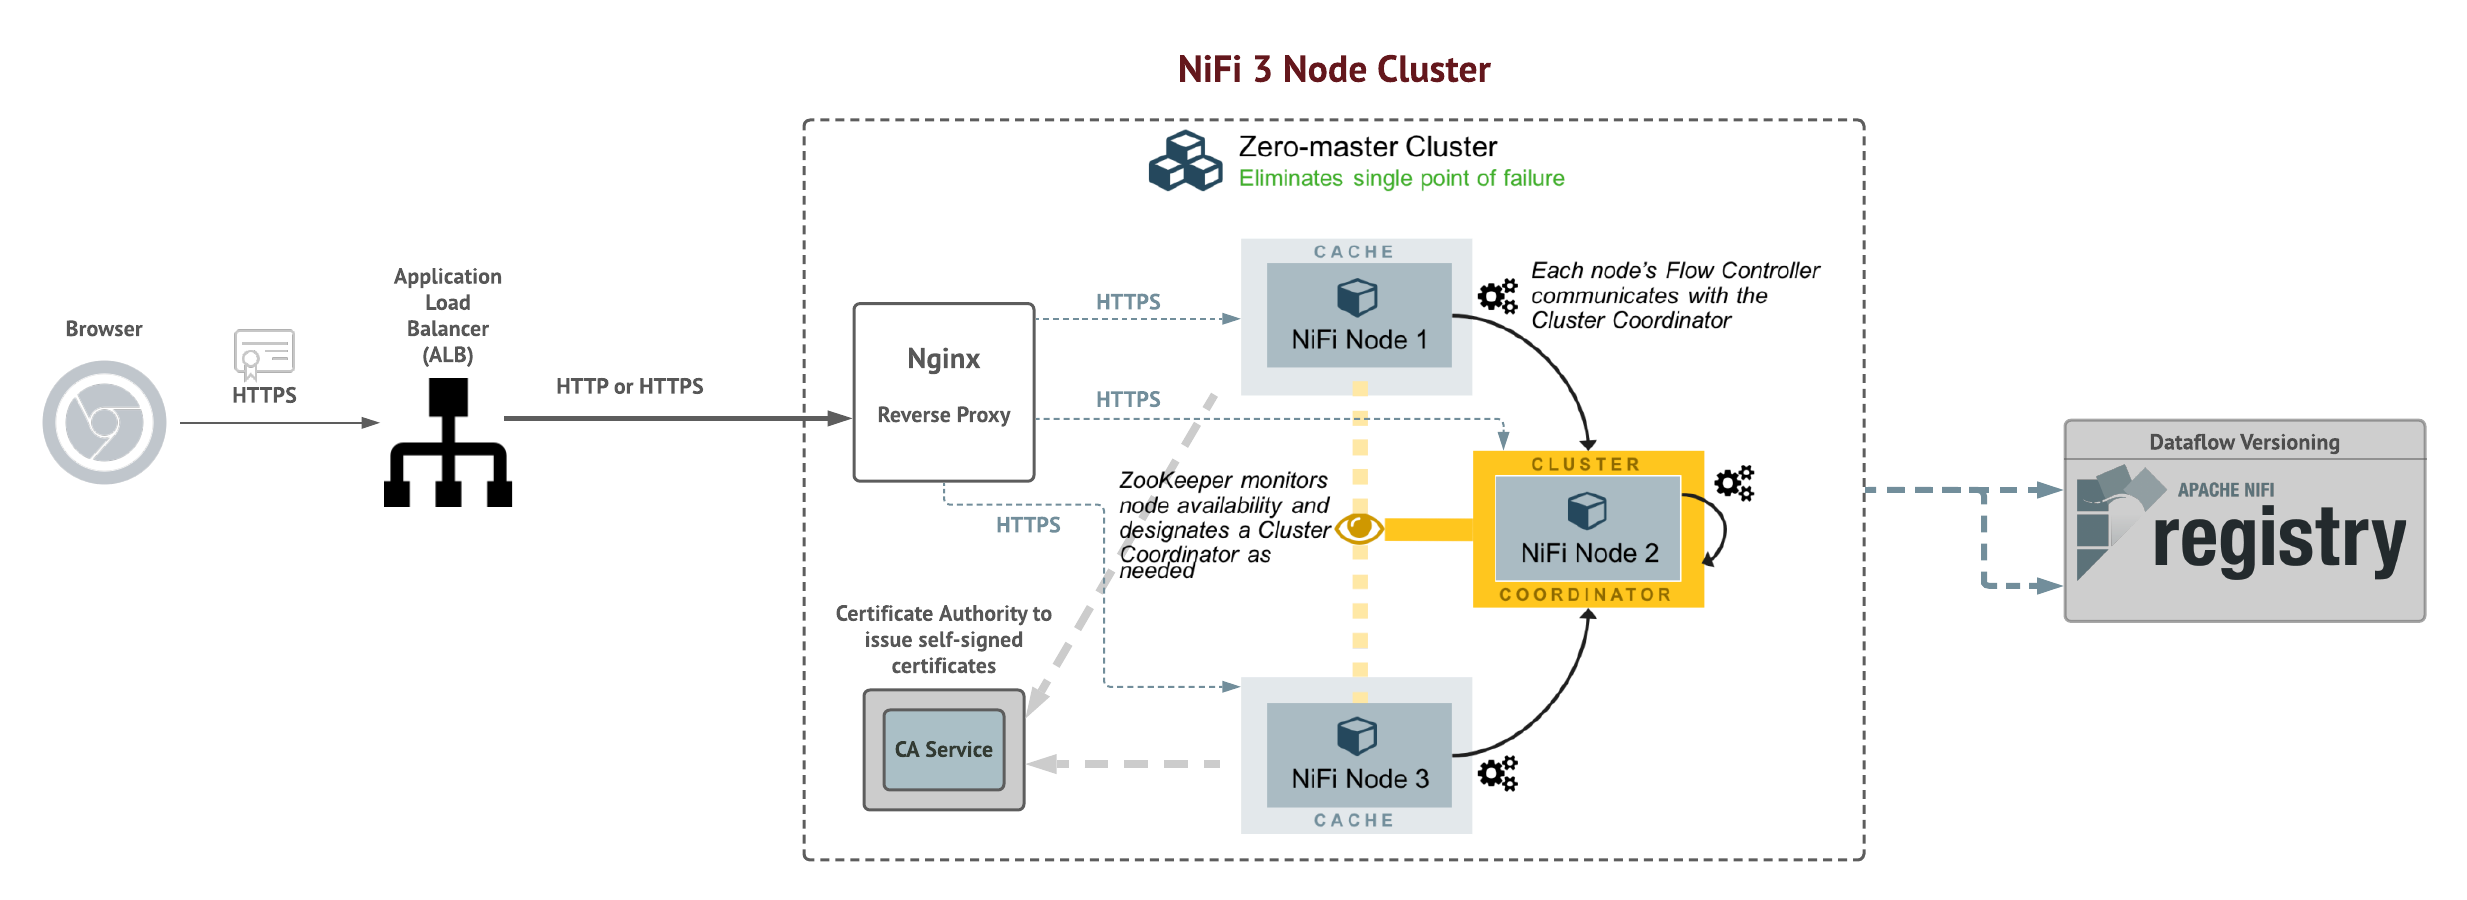 NiFi 3 Node Cluster
Zero-master Cluster
Eliminates single point of failure
Browser
HTTPS
Application
Load
Balancer
(ALB)
HTTP or HTTPS
Nginx
Reverse Proxy
HTTPS
HTTPS
HTTPS
CACHE
NiFi Node 1
Each node's Flow Controller
communicates with the
Cluster Coordinator
ZooKeeper monitors
node availability and
designates a Cluster
Coordinator as
needed
CLUSTER
NiFi Node 2
COORDINATOR
Certificate Authority to
issue self-signed
certificates
CA Service
NiFi Node 3
CACHE
Dataflow Versioning
APACHE NIFI
registry